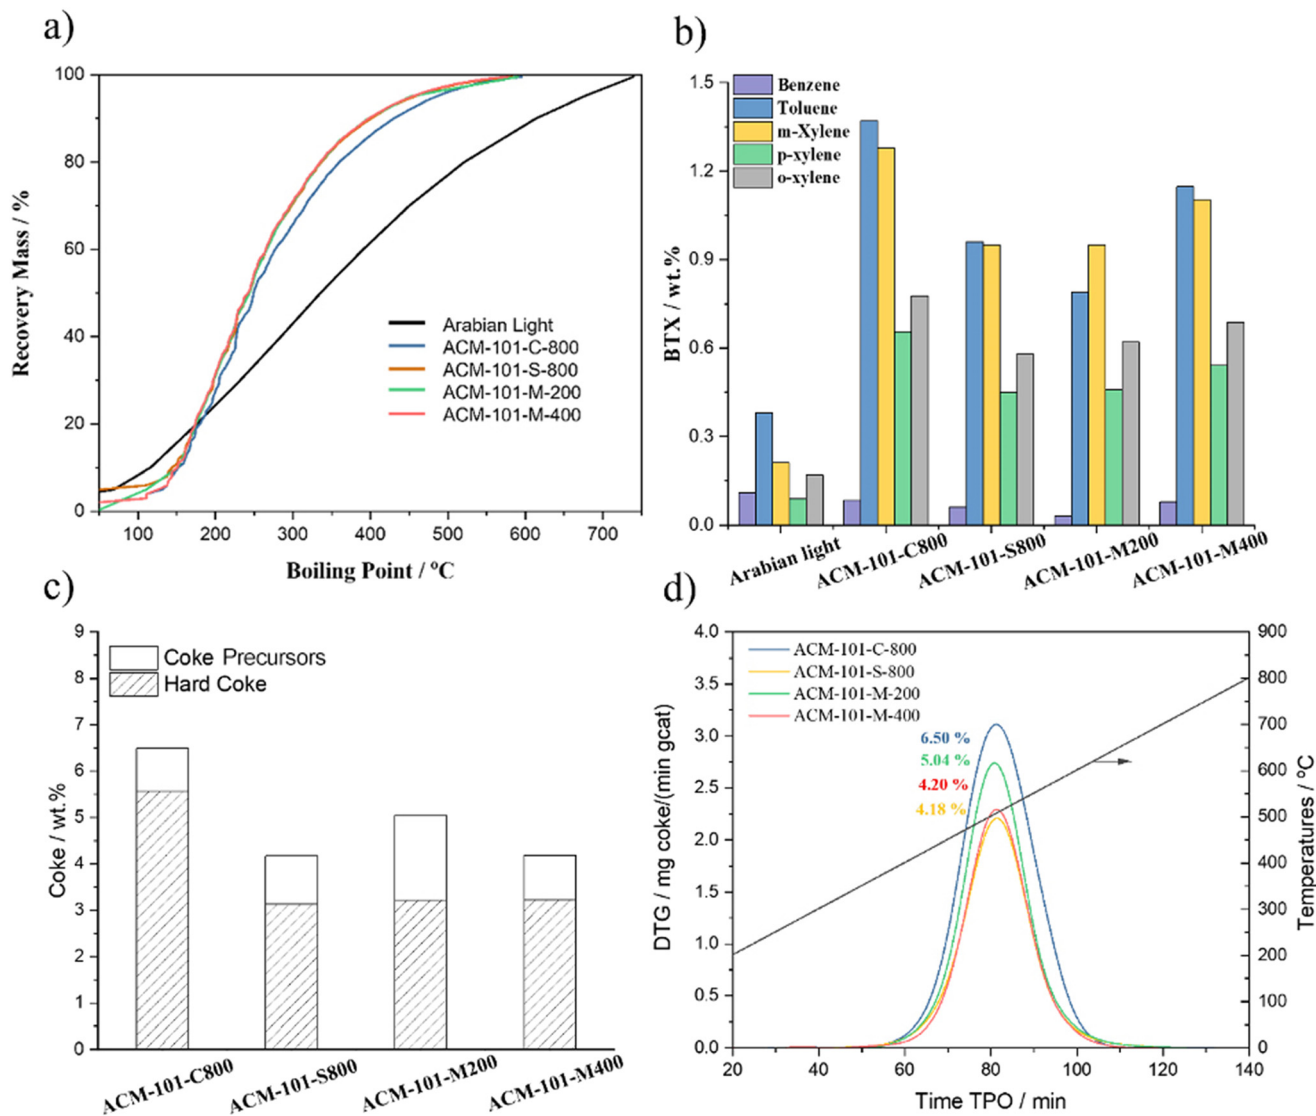 a)
100
80
60
40
20
0
Recovery Mass / %
Arabian Light
ACM-101-C-800
ACM-101-S-800
ACM-101-M-200
ACM-101-M-400
100
200
300
400
500
600
700
Boiling Point / ºC
b)
1.5
1.2
0.9
0.6
0.3
0.0
BTX / wt.%
Benzene
Toluene
m-Xylene
p-xylene
o-xylene
Arabian light
ACM-101-C800
ACM-101-S800
ACM-101-M200
ACM-101-M400
c)
9
8
7
6
5
4
3
2
1
0
Coke / wt.%
Coke Precursors
Hard Coke
ACM-101-C800
ACM-101-S800
ACM-101-M200
ACM-101-M400
d)
4.0
3.5
3.0
2.5
2.0
1.5
1.0
0.5
0.0
DTG / mg coke/(min gcat)
ACM-101-C-800
ACM-101-S-800
ACM-101-M-200
ACM-101-M-400
6.50 %
5.04 %
4.20 %
4.18 %
900
800
700
600
500
400
300
200
100
0
Temperatures / ºC
20
40
60
80
100
120
140
Time TPO / min